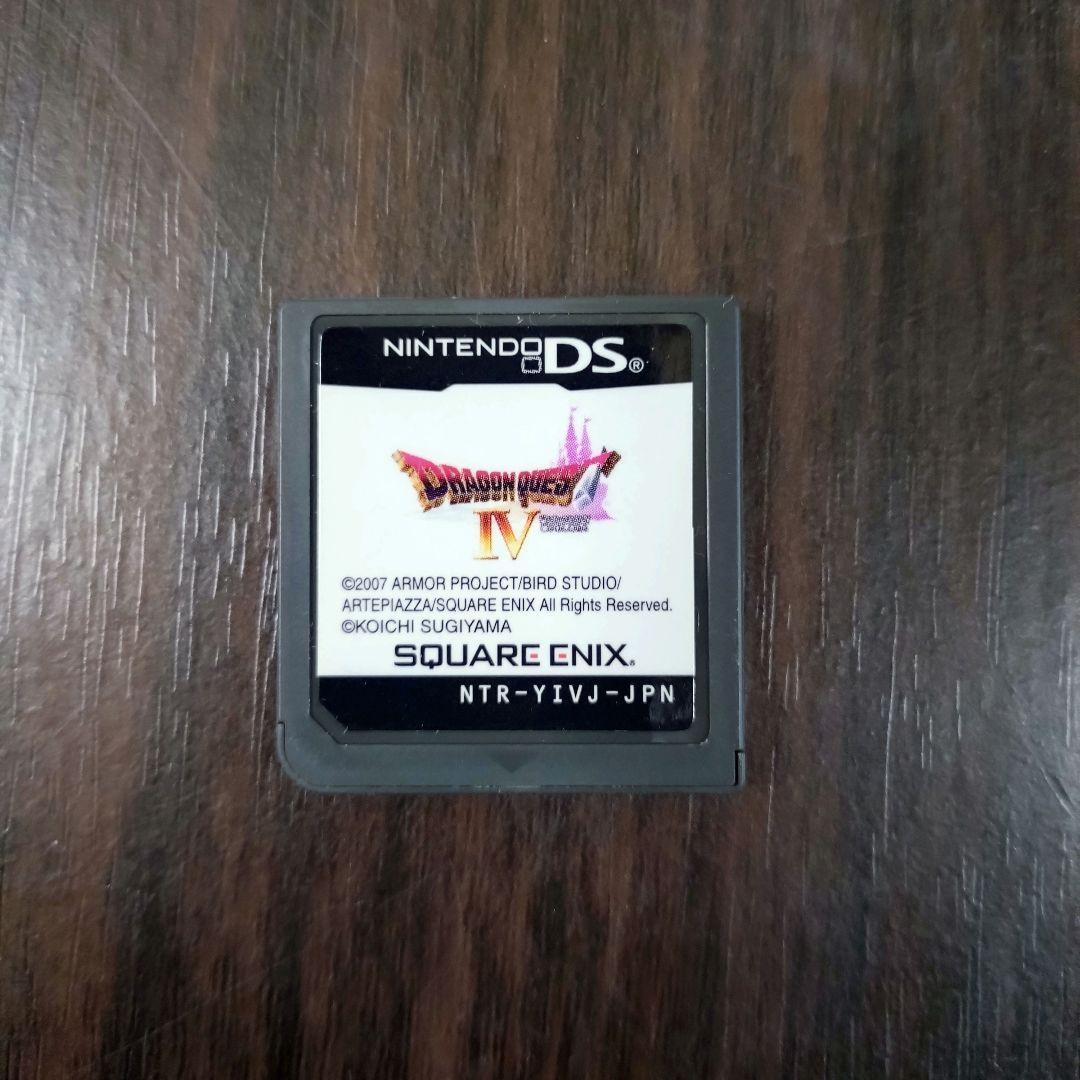 NINTENDO DS®
DRAGON QUEST
IV
©2007 ARMOR PROJECT/BIRD STUDIO/
ARTEPIAZZA/SQUARE ENIX All Rights Reserved.
©KOICHI SUGIYAMA
SQUARE ENIX®
NTR-YIVJ-JPN